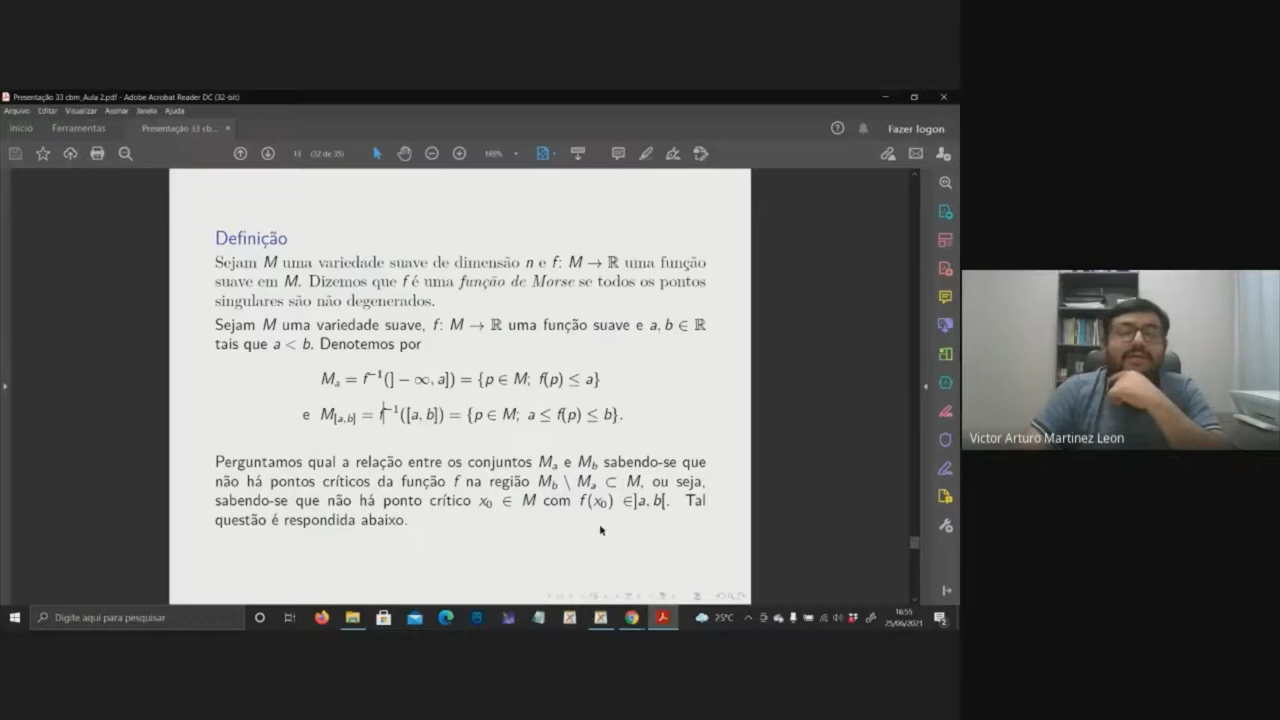 Presentação 33 cbm_Aula 2.pdf - Adobe Acrobat Reader DC (32-bit)
Arquivo Editar Visualizar Assinar Janela Ajuda
Início Ferramentas Presentação 33 cb... ×
Fazer logon
13 (32 de 35) 169%
Definição
Sejam M uma variedade suave de dimensão n e f: M → ℝ uma função
suave em M. Dizemos que f é uma função de Morse se todos os pontos
singulares são não degenerados.
Sejam M uma variedade suave, f: M → ℝ uma função suave e a, b ∈ ℝ
tais que a < b. Denotemos por
M_a = f⁻¹(] − ∞, a]) = {p ∈ M; f(p) ≤ a}
e M_[a,b] = f⁻¹([a, b]) = {p ∈ M; a ≤ f(p) ≤ b}.
Perguntamos qual a relação entre os conjuntos M_a e M_b sabendo-se que
não há pontos críticos da função f na região M_b \ M_a ⊂ M, ou seja,
sabendo-se que não há ponto crítico x₀ ∈ M com f(x₀) ∈]a, b[. Tal
questão é respondida abaixo.
Victor Arturo Martinez Leon
Digite aqui para pesquisar
25°C
16:55
25/06/2021